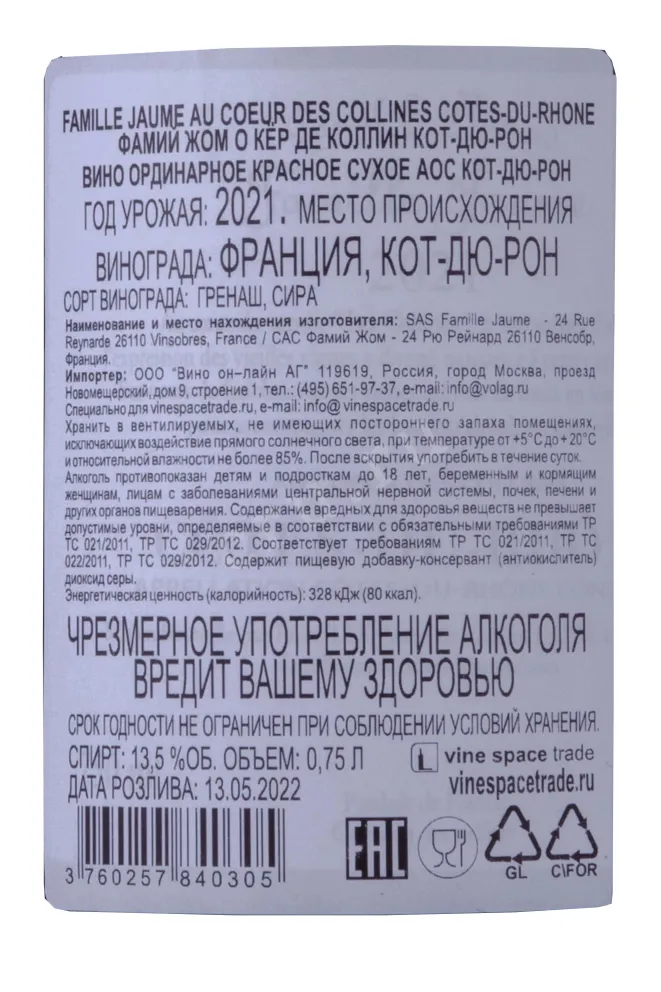 FAMILLE JAUME AU COEUR DES COLLINES COTES-DU-RHONE
ФАМИЙ ЖОМ О КЁР ДЕ КОЛЛИН КОТ-ДЮ-РОН
ВИНО ОРДИНАРНОЕ КРАСНОЕ СУХОЕ АОС КОТ-ДЮ-РОН
ГОД УРОЖАЯ: 2021. МЕСТО ПРОИСХОЖДЕНИЯ
ВИНОГРАДА: ФРАНЦИЯ, КОТ-ДЮ-РОН
СОРТ ВИНОГРАДА: ГРЕНАШ, СИРА
Наименование и место нахождения изготовителя: SAS Famille Jaume - 24 Rue
Reynarde 26110 Vinsobres, France / САС Фамий Жом - 24 Рю Рейнард 26110 Венсобр,
Франция.
Импортер: ООО "Вино он-лайн АГ" 119619, Россия, город Москва, проезд
Новомещерский, дом 9, строение 1, тел.: (495) 651-97-37, e-mail: info@volag.ru
Специально для vinespacetrade.ru, e-mail: info@ vinespacetrade.ru
Хранить в вентилируемых, не имеющих постороннего запаха помещениях,
исключающих воздействие прямого солнечного света, при температуре от +5°С до + 20°С
и относительной влажности не более 85%. После вскрытия употребить в течение суток.
Алкоголь противопоказан детям и подросткам до 18 лет, беременным и кормящим
женщинам, лицам с заболеваниями центральной нервной системы, почек, печени и
других органов пищеварения. Содержание вредных для здоровья веществ не превышает
допустимые уровни, определяемые в соответствии с обязательными требованиями ТР
ТС 021/2011, ТР ТС 029/2012. Соответствует требованиям ТР ТС 021/2011, ТР ТС
022/2011, ТР ТС 029/2012. Содержит пищевую добавку-консервант (антиокислитель)
диоксид серы.
Энергетическая ценность (калорийность): 328 кДж (80 ккал).
ЧРЕЗМЕРНОЕ УПОТРЕБЛЕНИЕ АЛКОГОЛЯ
ВРЕДИТ ВАШЕМУ ЗДОРОВЬЮ
СРОК ГОДНОСТИ НЕ ОГРАНИЧЕН ПРИ СОБЛЮДЕНИИ УСЛОВИЙ ХРАНЕНИЯ.
СПИРТ: 13,5 %ОБ. ОБЪЕМ: 0,75 Л
vine space trade
ДАТА РОЗЛИВА: 13.05.2022
vinespacetrade.ru
3 760257 840305
EAC
GL
C\FOR